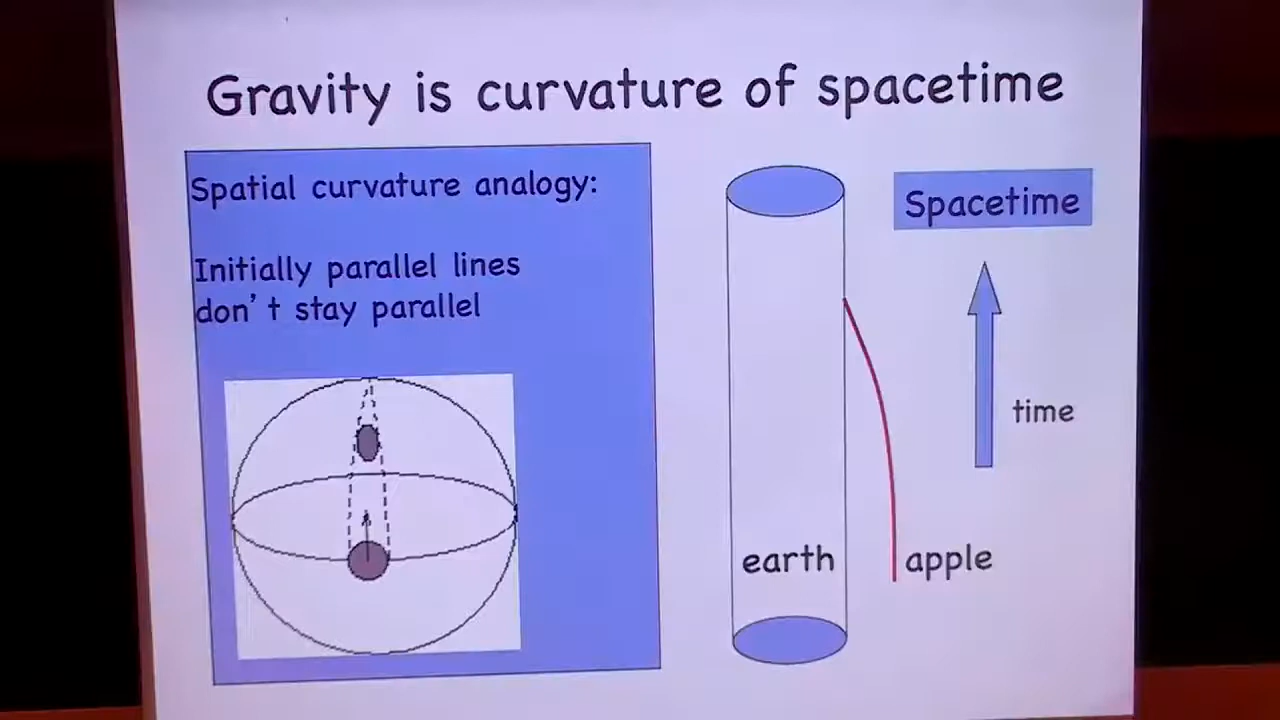 Gravity is curvature of spacetime
Spatial curvature analogy:
Initially parallel lines
don't stay parallel
Spacetime
time
earth
apple